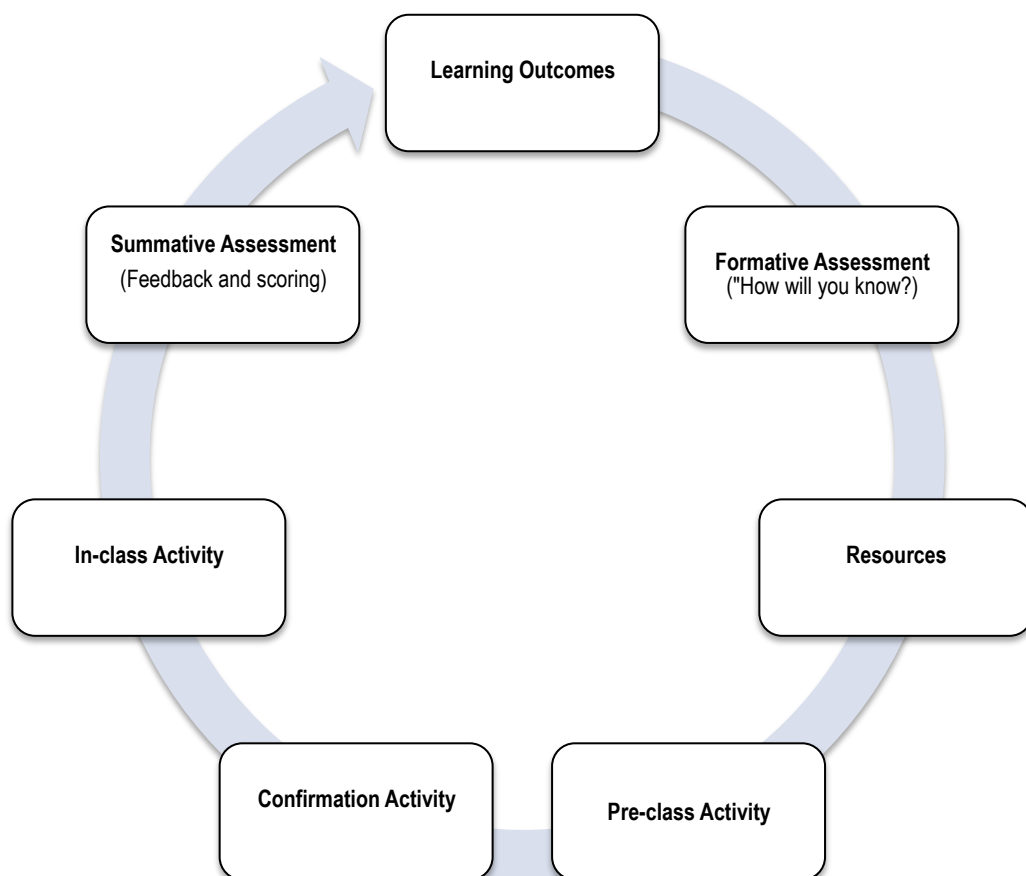 Learning Outcomes
Formative Assessment
("How will you know?)
Resources
Pre-class Activity
Confirmation Activity
In-class Activity
Summative Assessment
(Feedback and scoring)